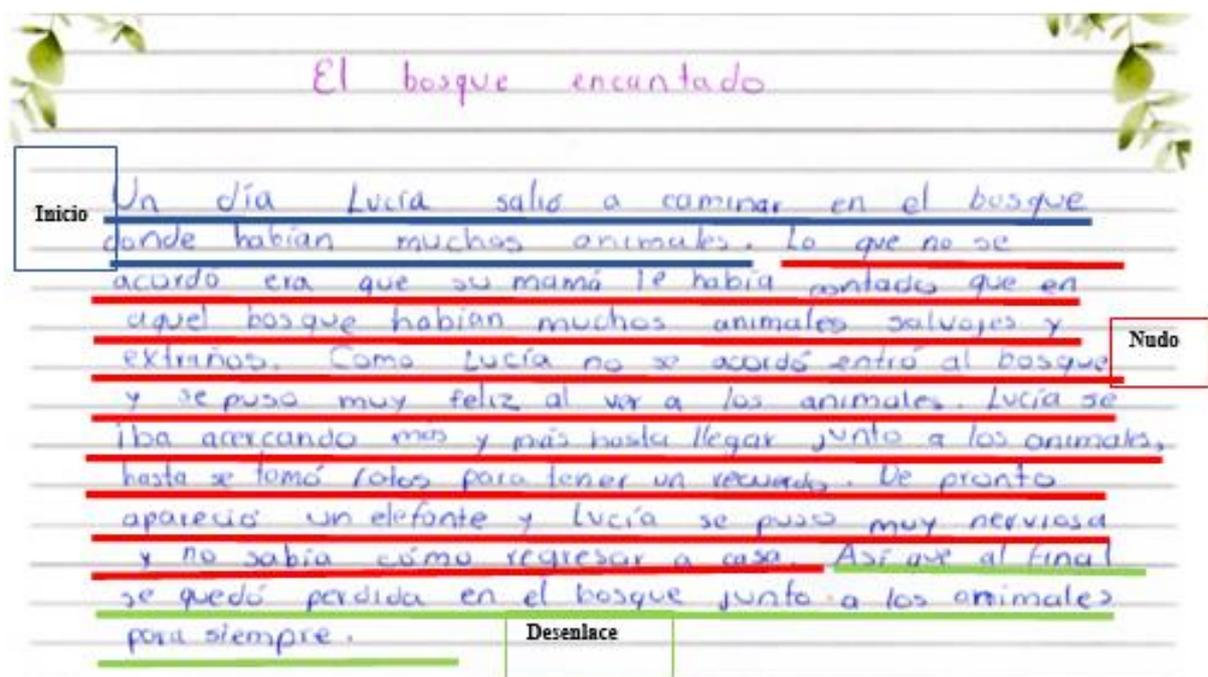 El bosque encantado
Inicio
Un día Lucía salió a caminar en el bosque
donde habían muchos animales. Lo que no se
acordo era que su mamá le había contado que en
aquel bosque habían muchos animales salvajes y
extraños. Como Lucía no se acordó entró al bosque
Nudo
y se puso muy feliz al ver a los animales. Lucía se
iba acercando más y más hasta llegar junto a los animales,
hasta se tomó fotos para tener un recuerdo. De pronto
apareció un elefante y Lucía se puso muy nerviosa
y no sabía cómo regresar a casa. Así que al final
se quedó perdida en el bosque junto a los animales
para siempre.
Desenlace